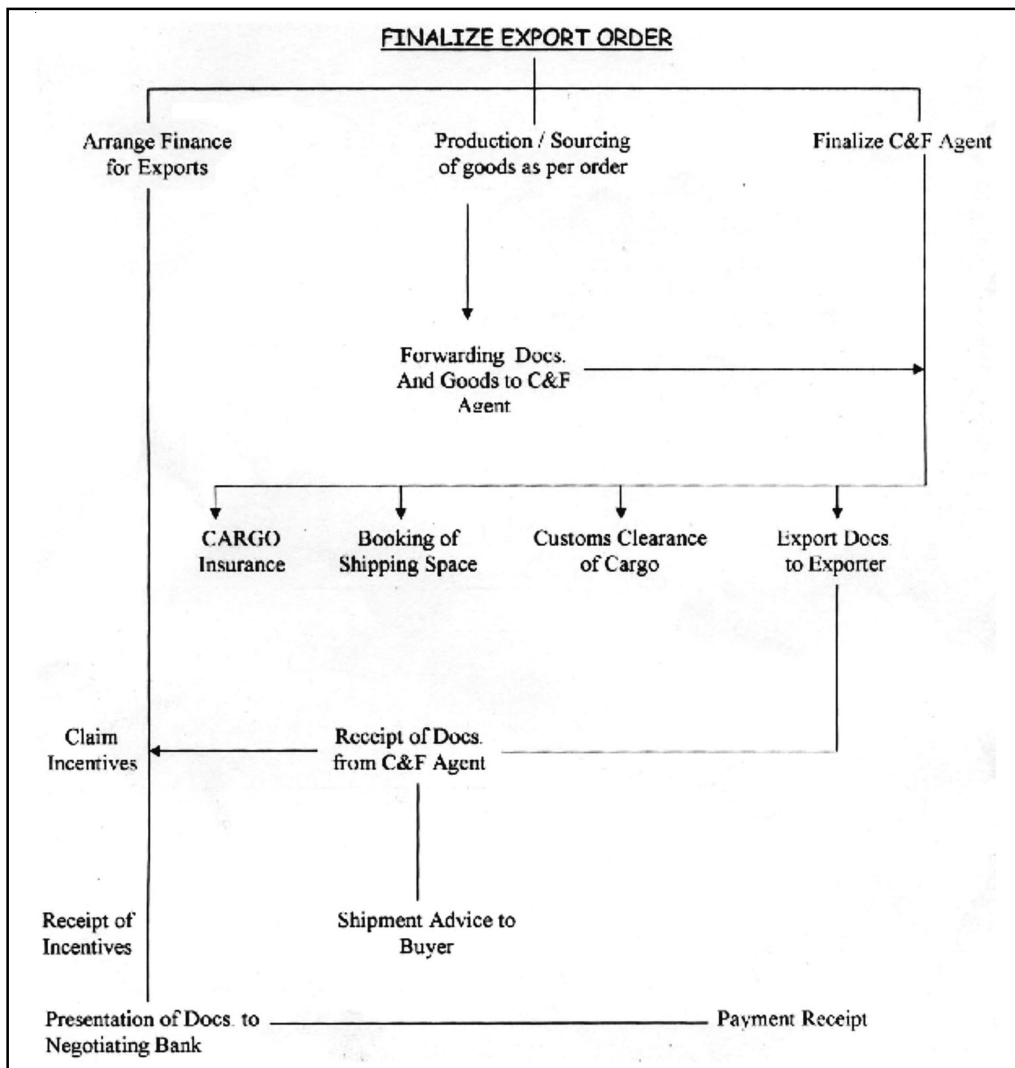 FINALIZE EXPORT ORDER
Arrange Finance
for Exports
Production / Sourcing
of goods as per order
Finalize C&F Agent
Forwarding Docs.
And Goods to C&F
Agent
CARGO
Insurance
Booking of
Shipping Space
Customs Clearance
of Cargo
Export Docs.
to Exporter
Claim
Incentives
Receipt of Docs.
from C&F Agent
Receipt of
Incentives
Shipment Advice to
Buyer
Presentation of Docs. to
Negotiating Bank
Payment Receipt